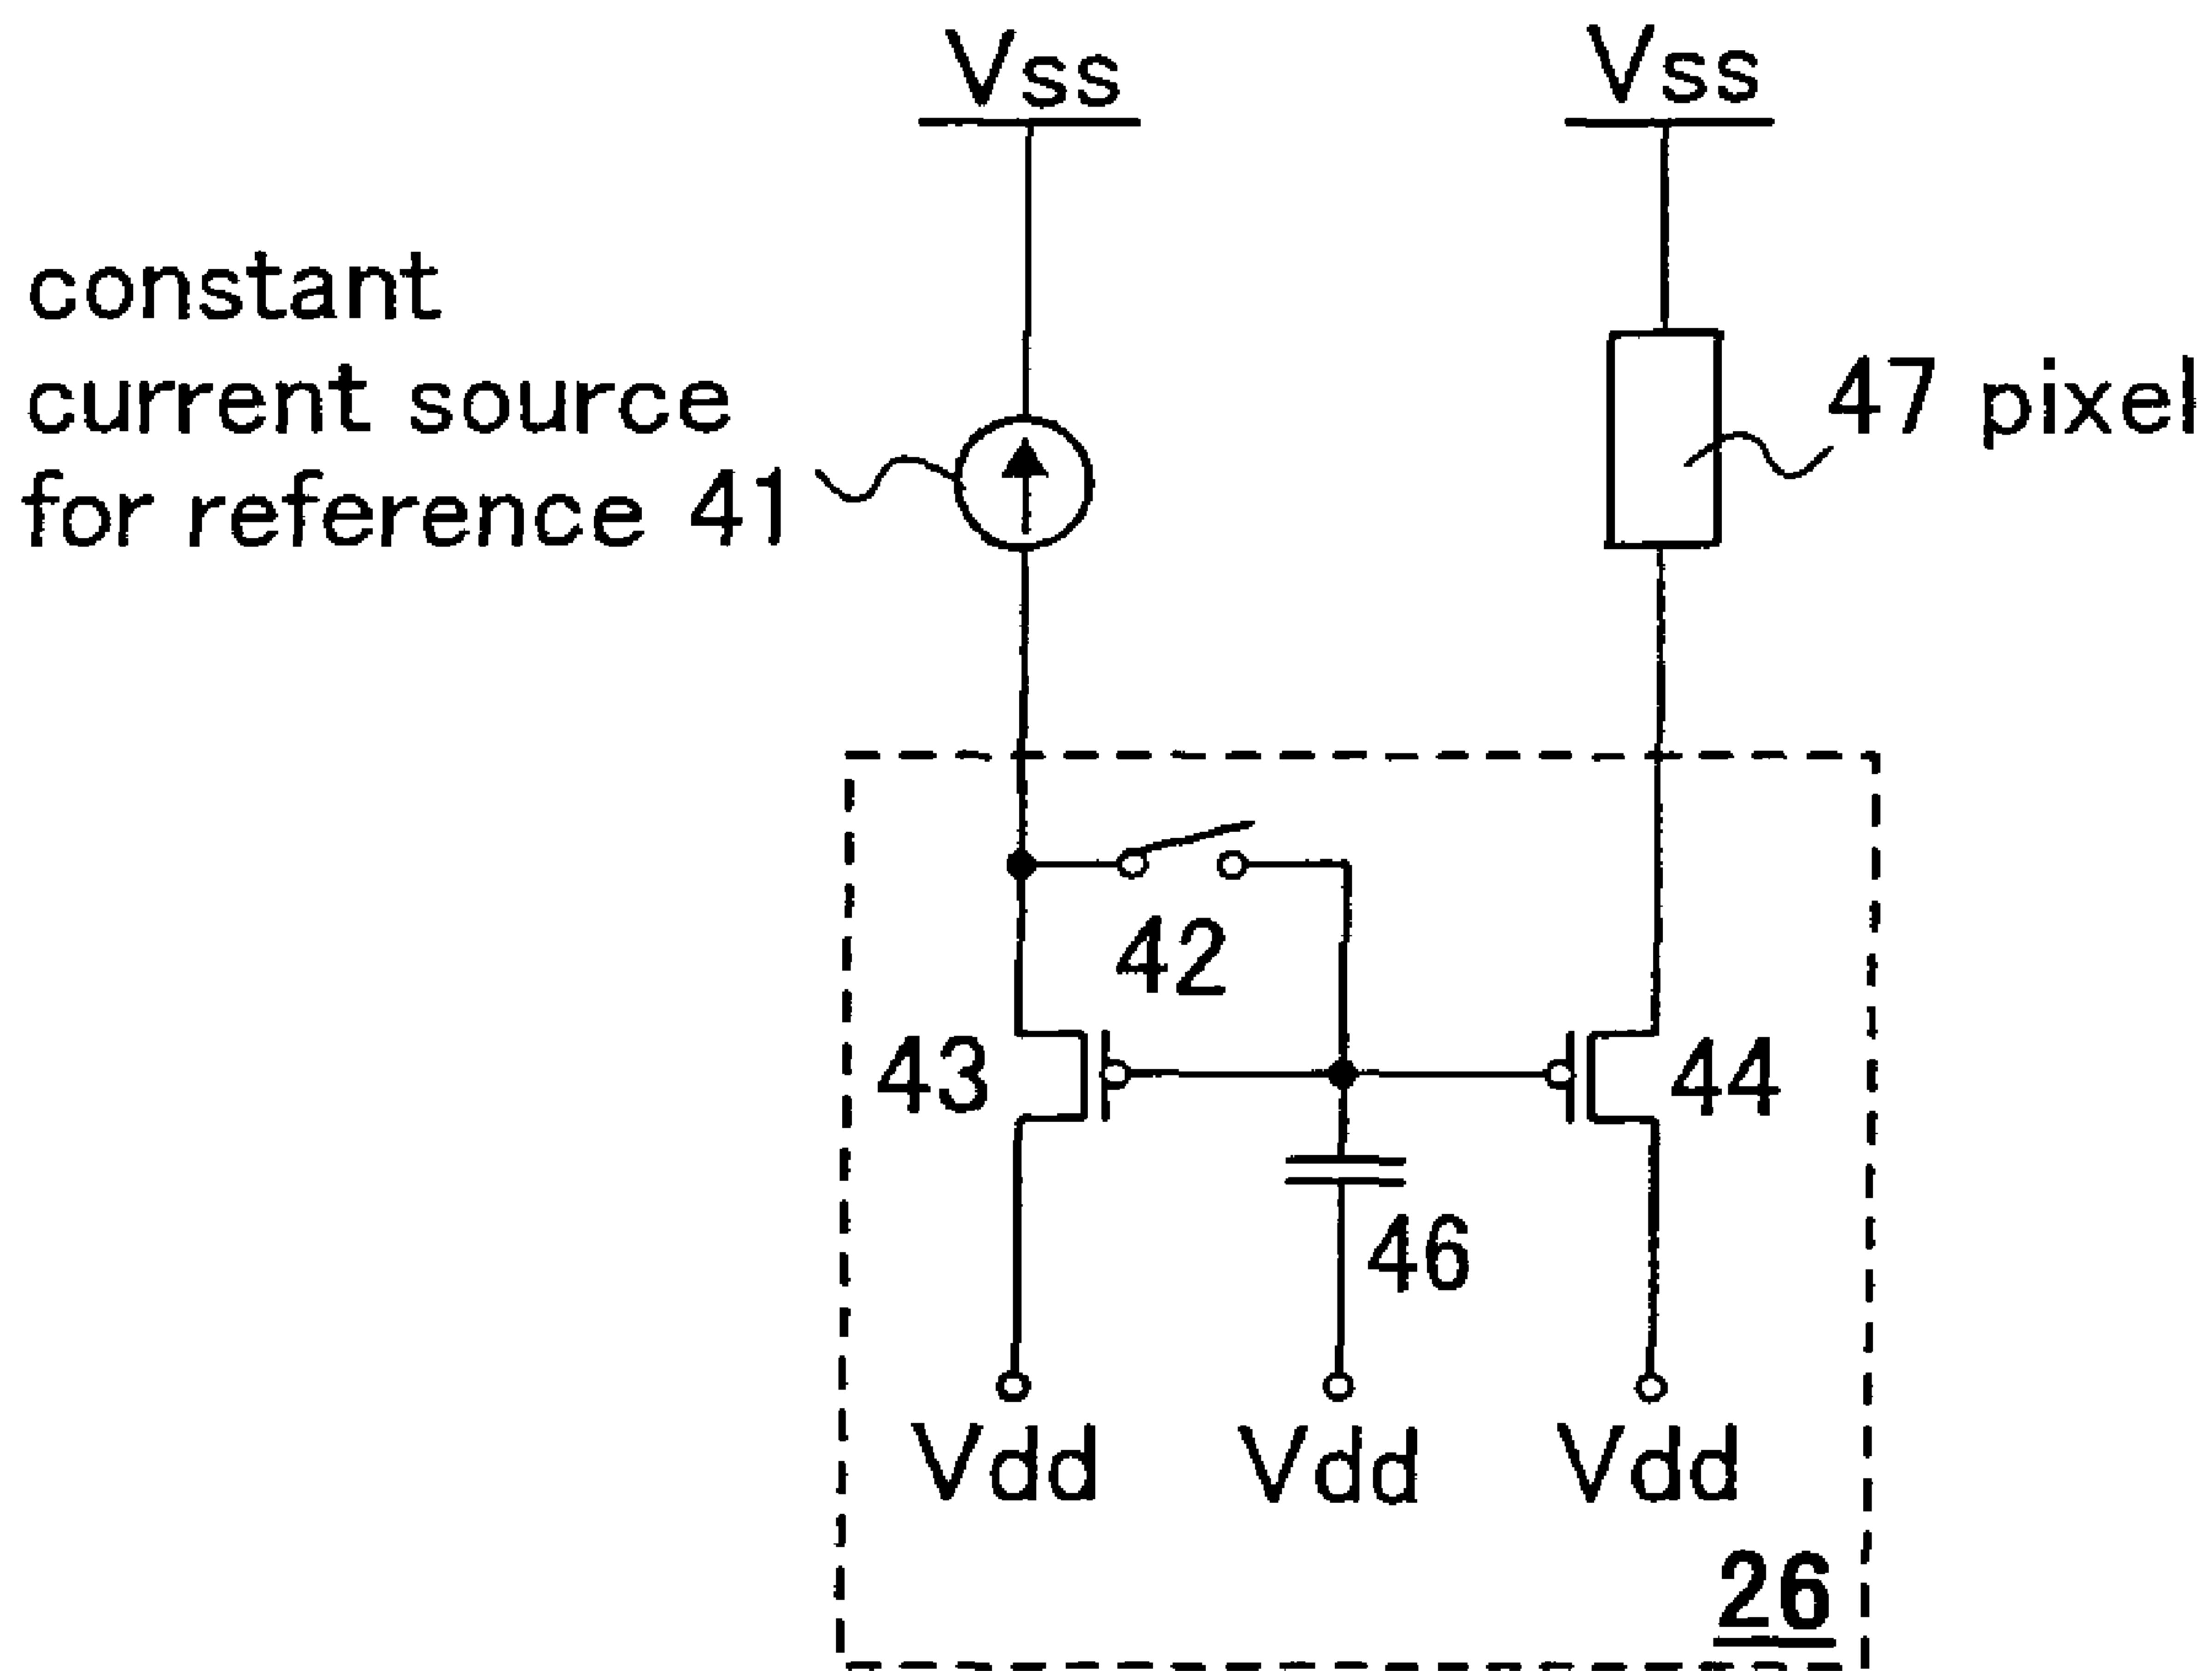 Vss
Vss
constant
current source
for reference 41
47 pixel
42
43
44
46
Vdd
Vdd
Vdd
26